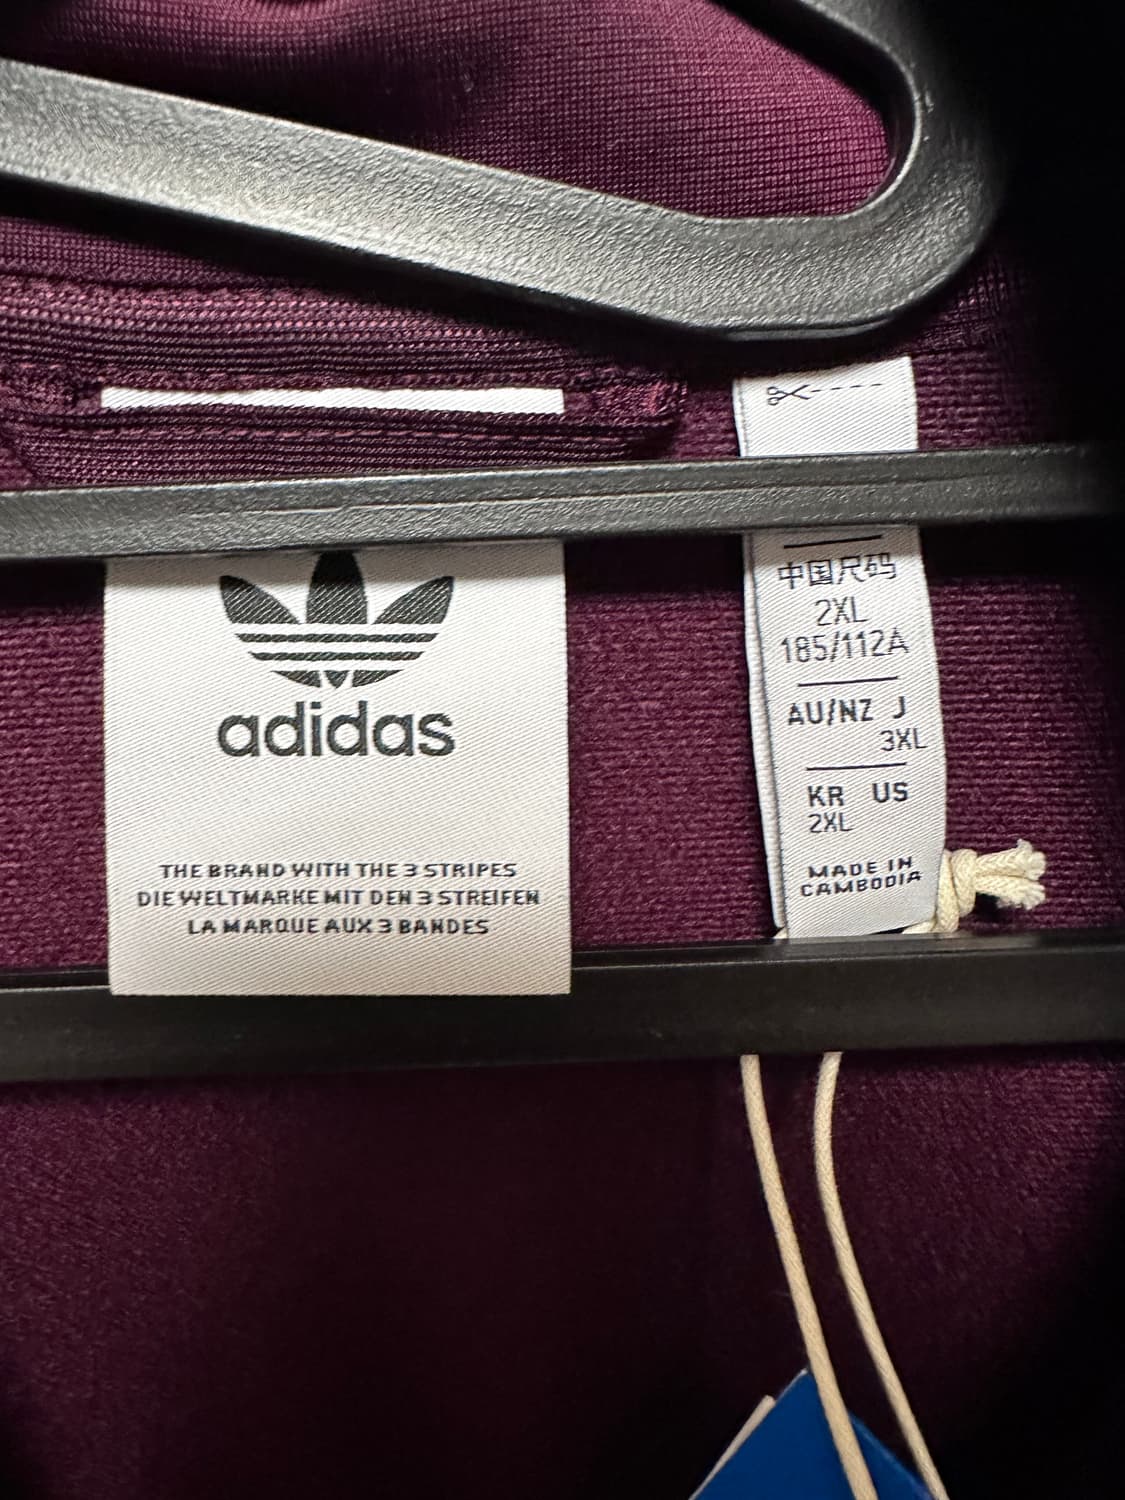 adidas
THE BRAND WITH THE 3 STRIPES
DIE WELTMARKE MIT DEN 3 STREIFEN
LA MARQUE AUX 3 BANDES
中国尺码
2XL
185/112A
AU/NZ J
3XL
KR US
2XL
MADE IN
CAMBODIA